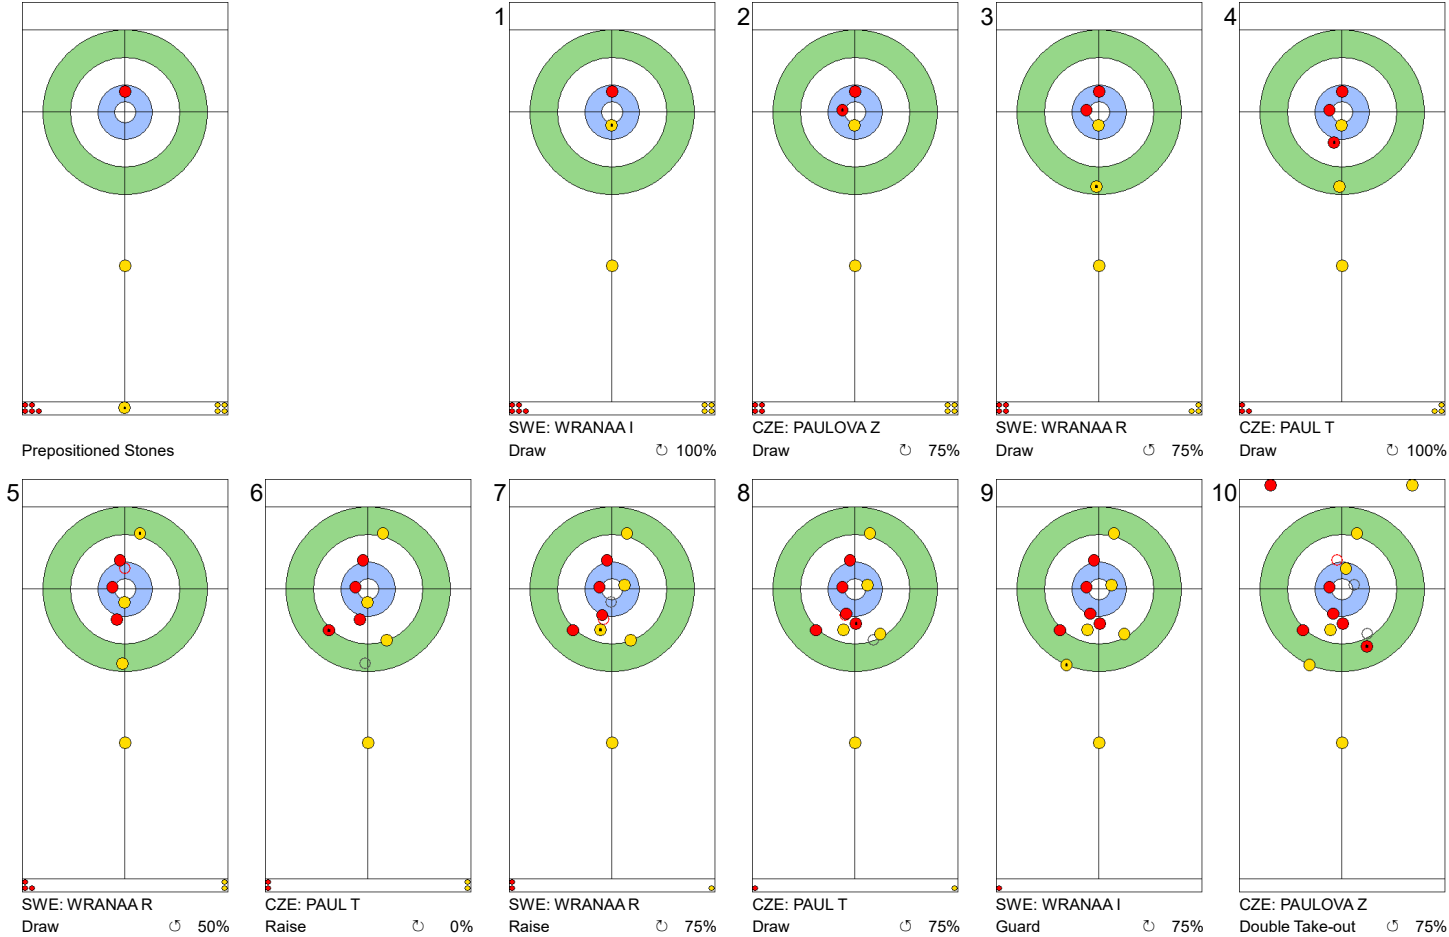 Prepositioned Stones
1
SWE: WRANAA I
Draw 100%
2
CZE: PAULOVA Z
Draw 75%
3
SWE: WRANAA R
Draw 75%
4
CZE: PAUL T
Draw 100%
5
SWE: WRANAA R
Draw 50%
6
CZE: PAUL T
Raise 0%
7
SWE: WRANAA R
Raise 75%
8
CZE: PAUL T
Draw 75%
9
SWE: WRANAA I
Guard 75%
10
CZE: PAULOVA Z
Double Take-out 75%